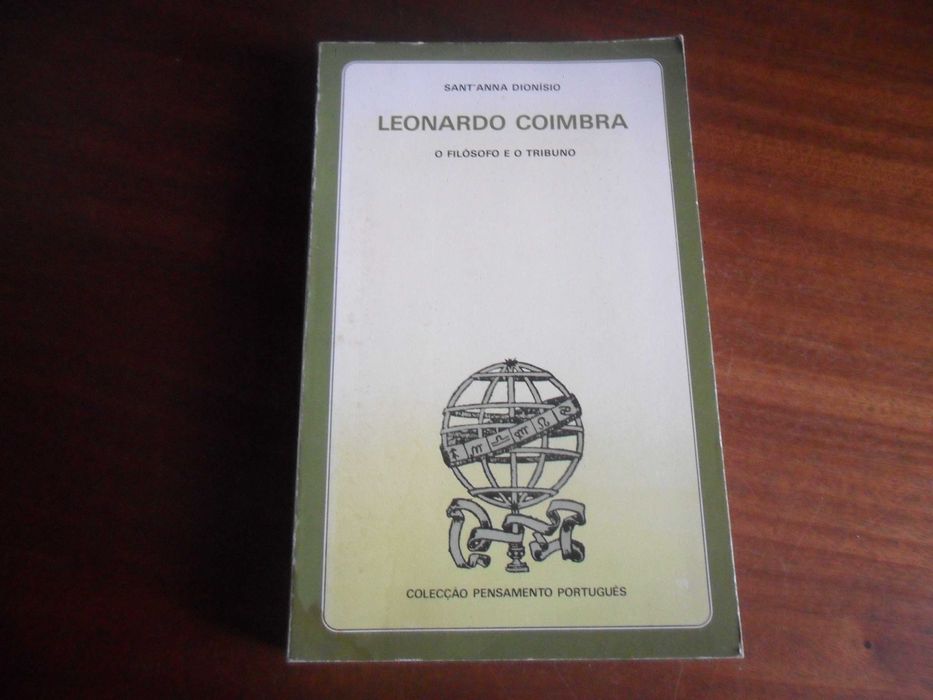 SANT'ANNA DIONÍSIO
LEONARDO COIMBRA
O FILÓSOFO E O TRIBUNO
COLECÇÃO PENSAMENTO PORTUGUÊS